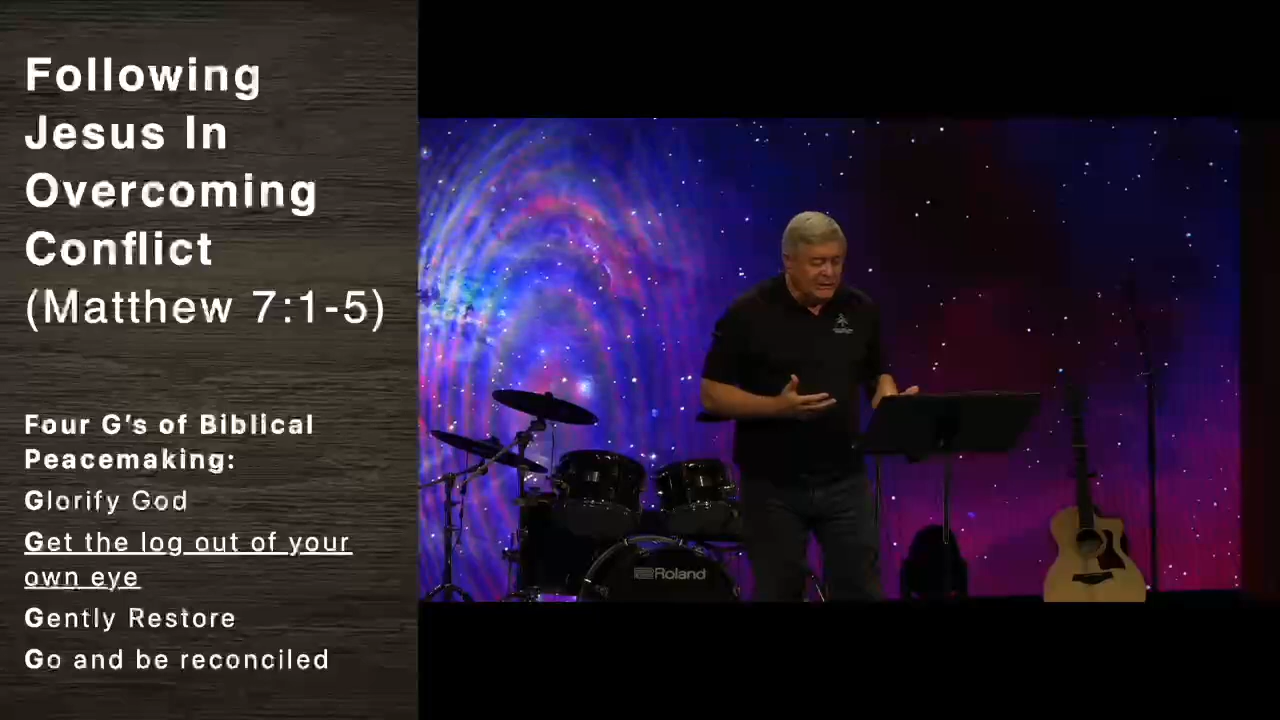 Following
Jesus In
Overcoming
Conflict
(Matthew 7:1-5)
Four G's of Biblical
Peacemaking:
Glorify God
Get the log out of your
own eye
Gently Restore
Go and be reconciled
Roland